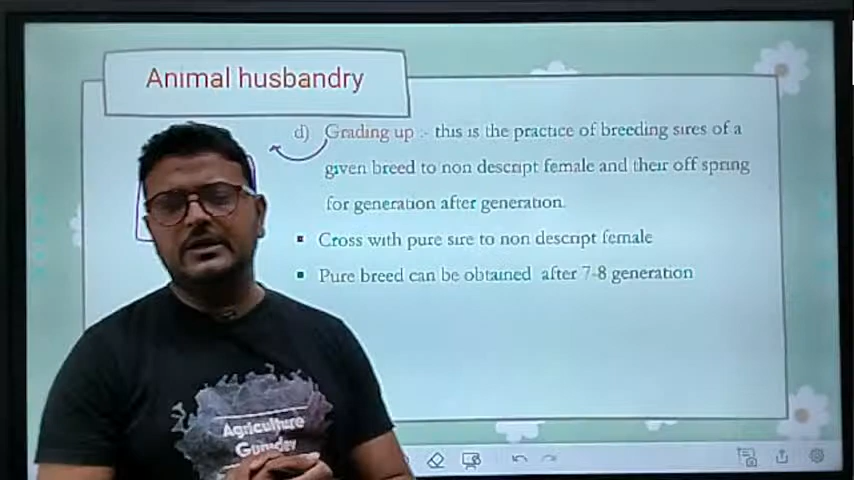 Animal husbandry
d) Grading up :- this is the practice of breeding sires of a
given breed to non descript female and their off spring
for generation after generation.
▪ Cross with pure sire to non descript female
▪ Pure breed can be obtained after 7-8 generation
Agriculture
Gurudev